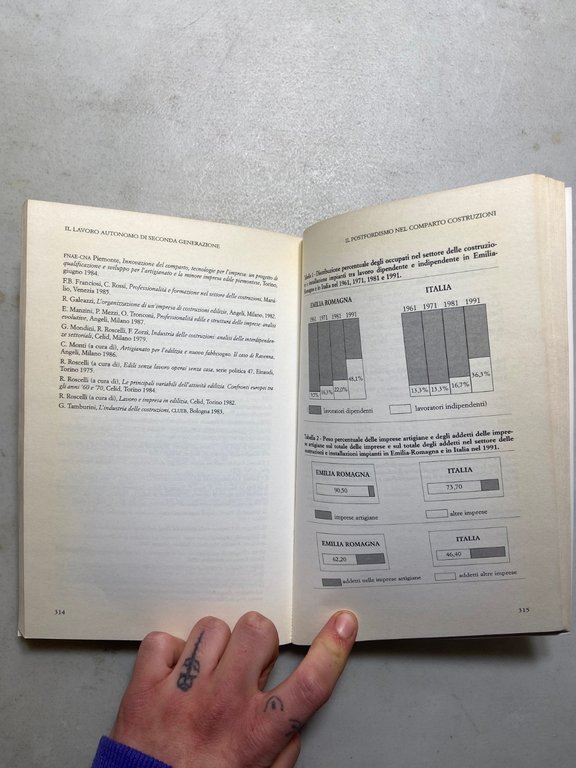 IL LAVORO AUTONOMO DI SECONDA GENERAZIONE
FNAE-CNA Piemonte, Innovazione del comparto, tecnologie per l'impresa: un progetto di
qualificazione e sviluppo per l'artigianato e la minore impresa edile piemontese, Torino,
giugno 1984.
F.B. Franciosi, C. Rossi, Professionalità e formazione nel settore delle costruzioni, Marsi-
lio, Venezia 1985.
R. Galeazzi, L'organizzazione di un'impresa di costruzioni edilizie, Angeli, Milano, 1982.
E. Manzini, P. Mezzi, O. Tronconi, Professionalità edile e struttura delle imprese: analisi
evolutive, Angeli, Milano 1987.
G. Mondini, R. Roscelli, F. Zorzi, Industria delle costruzioni: analisi delle interdipenden-
ze settoriali, Celid, Milano 1979.
C. Monti (a cura di), Artigianato per l'edilizia e nuovo fabbisogno. Il caso di Ravenna,
Angeli, Milano 1986.
R. Roscelli (a cura di), Edili senza lavoro operai senza case, serie politica 47, Einaudi,
Torino 1975.
R. Roscelli (a cura di), Le principali variabili dell'attività edilizia. Confronti europei tra
gli anni '60 e '70, Celid, Torino 1984.
R. Roscelli (a cura di), Lavoro e impresa in edilizia, Celid, Torino 1982.
G. Tamburini, L'industria delle costruzioni, CLUEB, Bologna 1983.
314
IL POSTFORDISMO NEL COMPARTO COSTRUZIONI
Tabella 1 - Distribuzione percentuale degli occupati nel settore delle costruzio-
ni e installazione impianti tra lavoro dipendente e indipendente in Emilia-
Romagna e in Italia nel 1961, 1971, 1981 e 1991.
EMILIA ROMAGNA
1961 1971 1981 1991
22,0%
48,1%
ITALIA
1961 1971 1981 1991
13,3%
13,3%
16,7%
36,3%
lavoratori dipendenti
lavoratori indipendenti)
Tabella 2 - Peso percentuale delle imprese artigiane e degli addetti delle impre-
se artigiane sul totale delle imprese e sul totale degli addetti nel settore delle
costruzioni e installazioni impianti in Emilia-Romagna e in Italia nel 1991.
EMILIA ROMAGNA
90,50
ITALIA
73,70
imprese artigiane
altre imprese
EMILIA ROMAGNA
62,20
ITALIA
46,40
addetti nelle imprese artigiane
addetti altre imprese
315